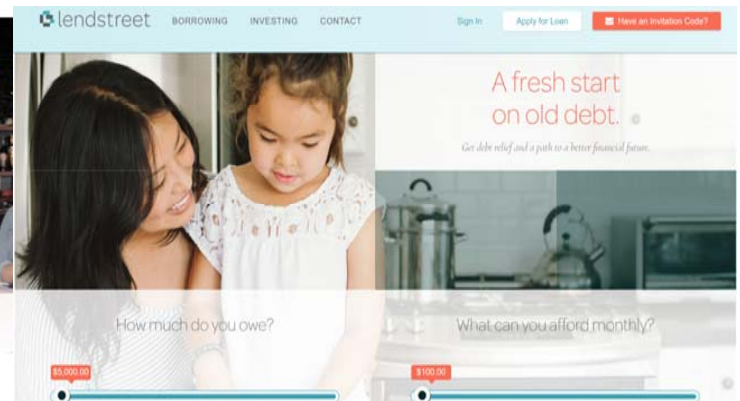 lendstreet BORROWING INVESTING CONTACT Sign In Apply for Loan Have an Invitation Code?
A fresh start
on old debt.
Get debt relief and a path to a better financial future.
How much do you owe? What can you afford monthly?
$5,000.00 $100.00